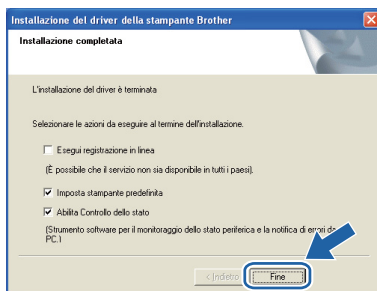 Installazione del driver della stampante Brother
Installazione completata
L'installazione del driver è terminata
Selezionare le azioni da eseguire al termine dell'installazione.
Esegui registrazione in linea
(È possibile che il servizio non sia disponibile in tutti i paesi).
Imposta stampante predefinita
Abilita Controllo dello stato
(Strumento software per il monitoraggio dello stato periferica e la notifica di errori da
PC.)
< Indietro
Fine